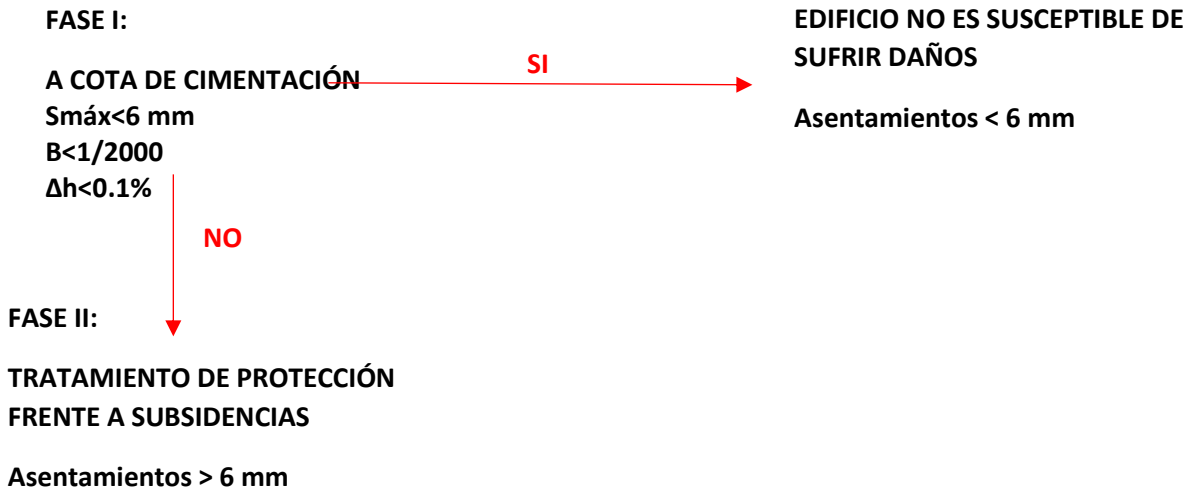 FASE I:
A COTA DE CIMENTACIÓN
Smáx<6 mm
Β<1/2000
Δh<0.1%
SI
EDIFICIO NO ES SUSCEPTIBLE DE
SUFRIR DAÑOS
Asentamientos < 6 mm
NO
FASE II:
TRATAMIENTO DE PROTECCIÓN
FRENTE A SUBSIDENCIAS
Asentamientos > 6 mm